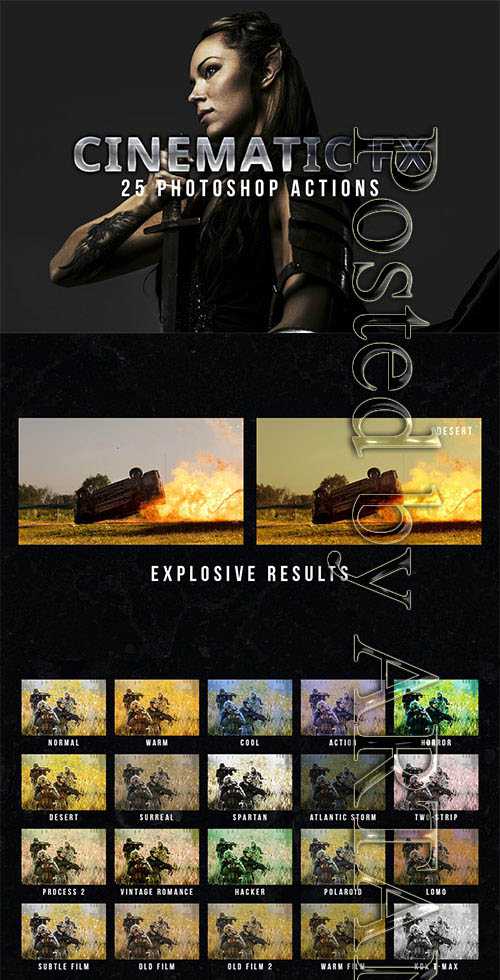 CINEMATIC FX
25 PHOTOSHOP ACTIONS
DESERT
EXPLOSIVE RESULTS
NORMAL WARM COOL ACTION HORROR
DESERT SURREAL SPARTAN ATLANTIC STORM TWO-STRIP
PROCESS 2 VINTAGE ROMANCE HACKER POLAROID LOMO
SUBTLE FILM OLD FILM OLD FILM 2 WARM FILM
Posted by